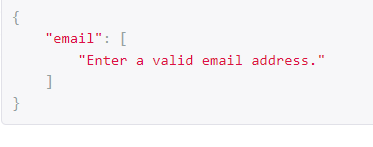 {
    "email": [
        "Enter a valid email address."
    ]
}